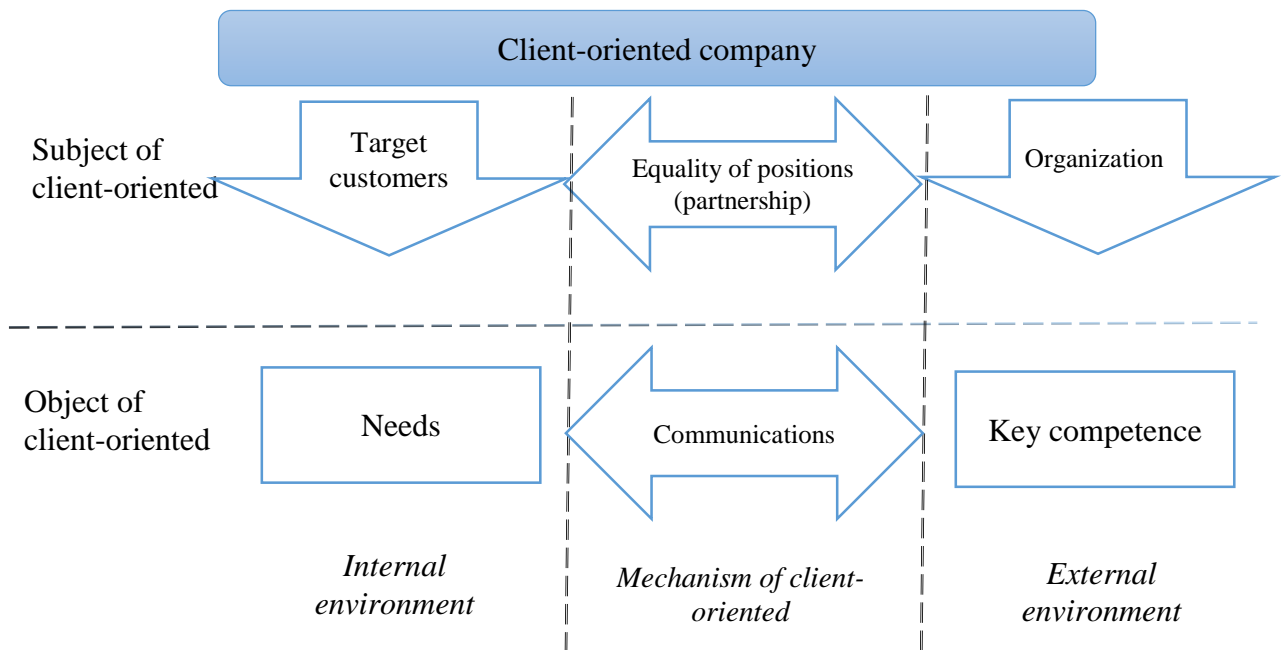 Client-oriented company
Subject of
client-oriented
Target
customers
Equality of positions
(partnership)
Organization
Object of
client-oriented
Needs
Communications
Key competence
Internal
environment
Mechanism of client-
oriented
External
environment